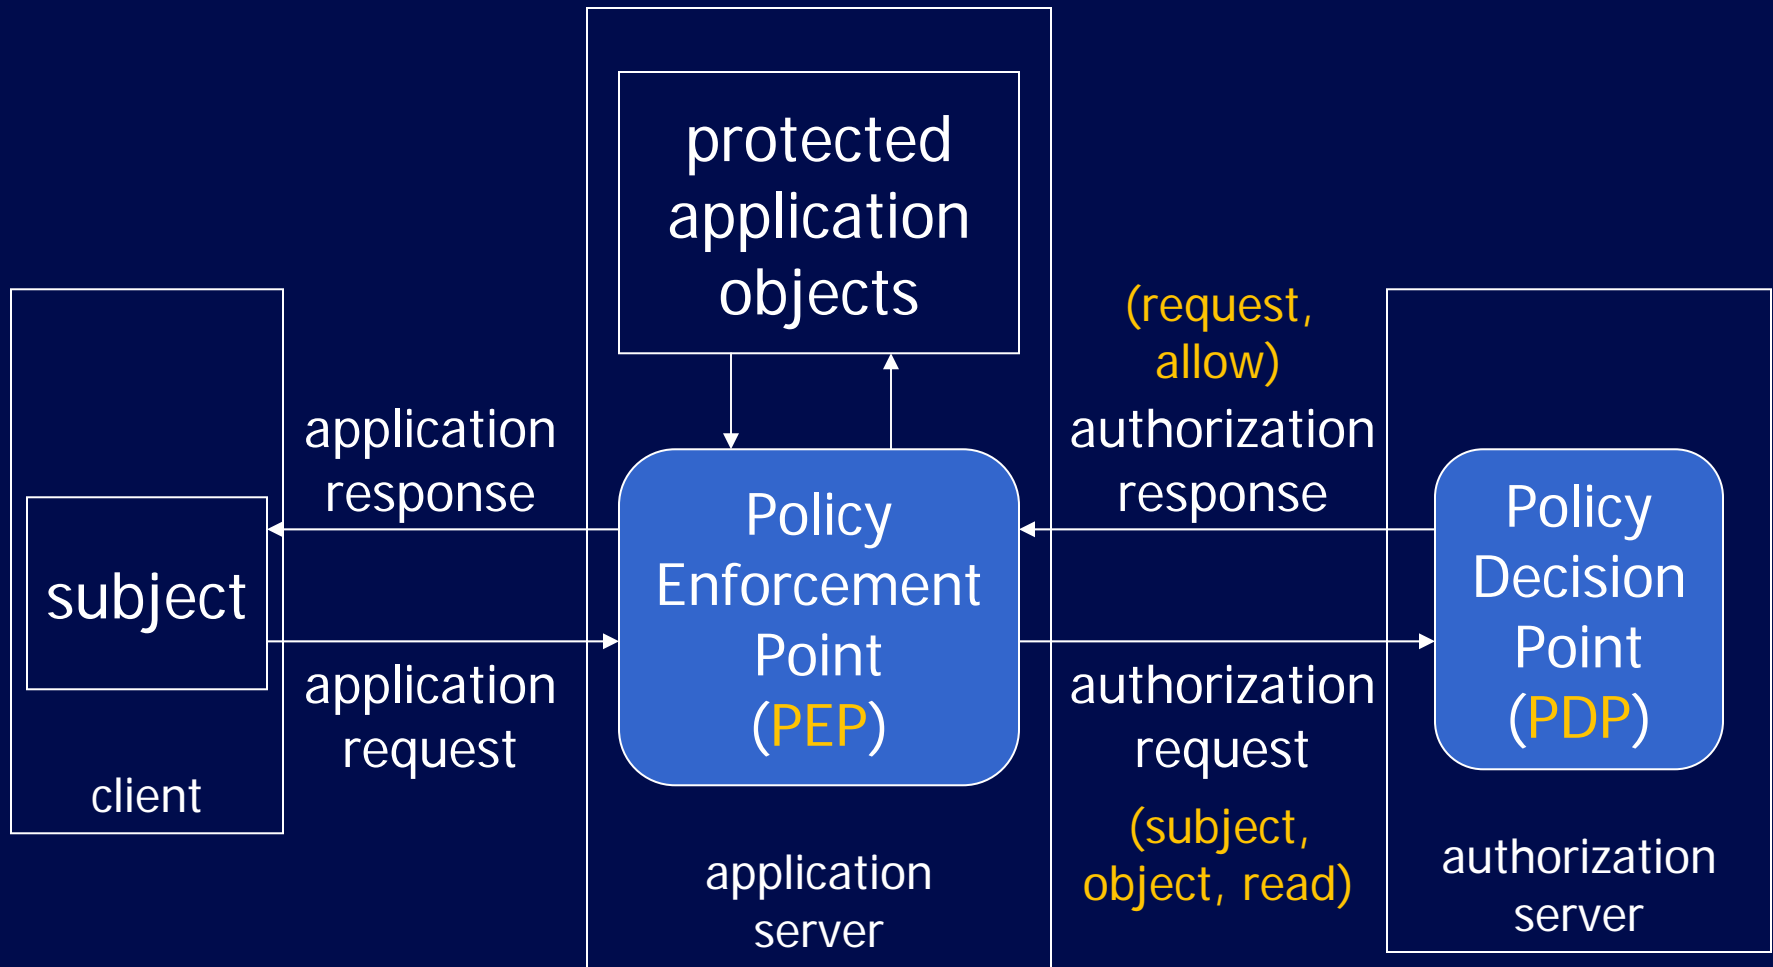 protected
application
objects
(request,
allow)
application
response
authorization
response
subject
Policy
Enforcement
Point
(PEP)
Policy
Decision
Point
(PDP)
application
request
authorization
request
client
(subject,
object, read)
application
server
authorization
server